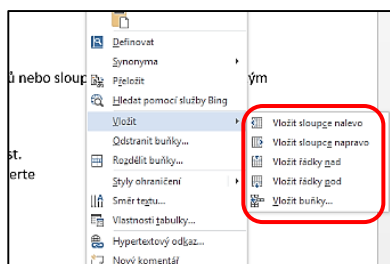 Definovat
Synonyma
ů nebo sloup
ým
Přeložit
Hledat pomocí služby Bing
Vložit
Vložit sloupce nalevo
Odstranit buňky...
Vložit sloupce napravo
st.
Rozdělit buňky...
Vložit řádky nad
erte
Styly ohraničení
Vložit řádky pod
Směr textu...
Vložit buňky...
Vlastnosti tabulky...
Hypertextový odkaz...
Nový komentář